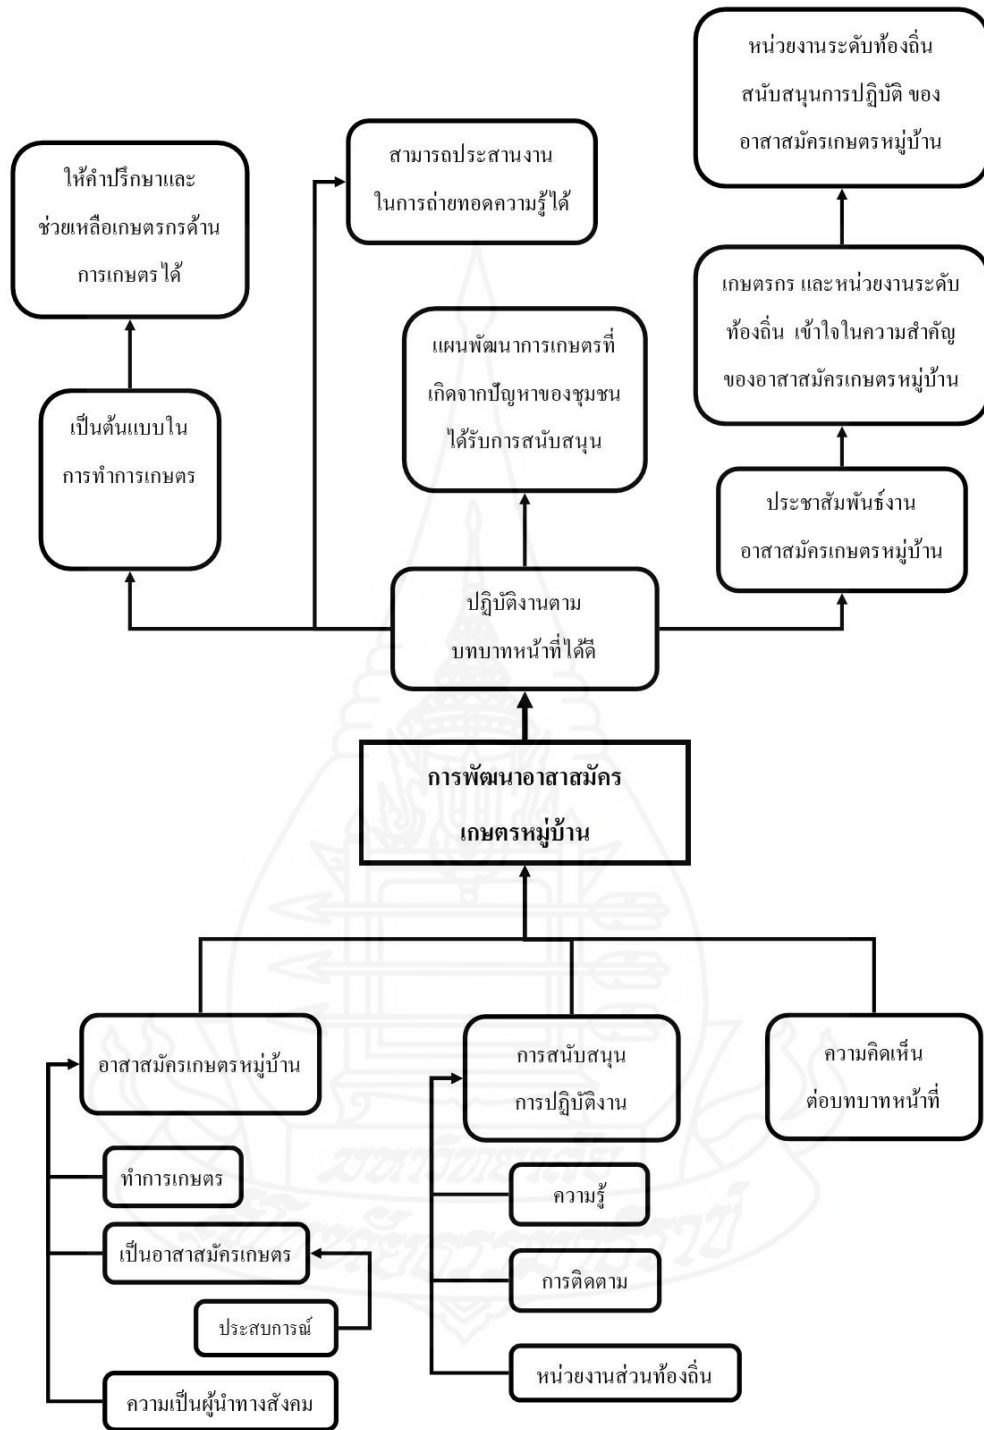 หน่วยงานระดับท้องถิ่น
สนับสนุนการปฏิบัติ ของ
อาสาสมัครเกษตรหมู่บ้าน
สามารถประสานงาน
ในการถ่ายทอดความรู้ได้
ให้คำปรึกษาและ
ช่วยเหลือเกษตรกรด้าน
การเกษตรได้
เกษตรกร และหน่วยงานระดับ
ท้องถิ่น เข้าใจในความสำคัญ
ของอาสาสมัครเกษตรหมู่บ้าน
แผนพัฒนาการเกษตรที่
เกิดจากปัญหาของชุมชน
ได้รับการสนับสนุน
เป็นต้นแบบใน
การทำการเกษตร
ประชาสัมพันธ์งาน
อาสาสมัครเกษตรหมู่บ้าน
ปฏิบัติงานตาม
บทบาทหน้าที่ได้ดี
การพัฒนาอาสาสมัคร
เกษตรหมู่บ้าน
อาสาสมัครเกษตรหมู่บ้าน
การสนับสนุน
การปฏิบัติงาน
ความคิดเห็น
ต่อบทบาทหน้าที่
ทำการเกษตร
ความรู้
เป็นอาสาสมัครเกษตร
การติดตาม
ประสบการณ์
หน่วยงานส่วนท้องถิ่น
ความเป็นผู้นำทางสังคม
มหาวิทยาลัย
สุโขทัยธรรมาธิราช